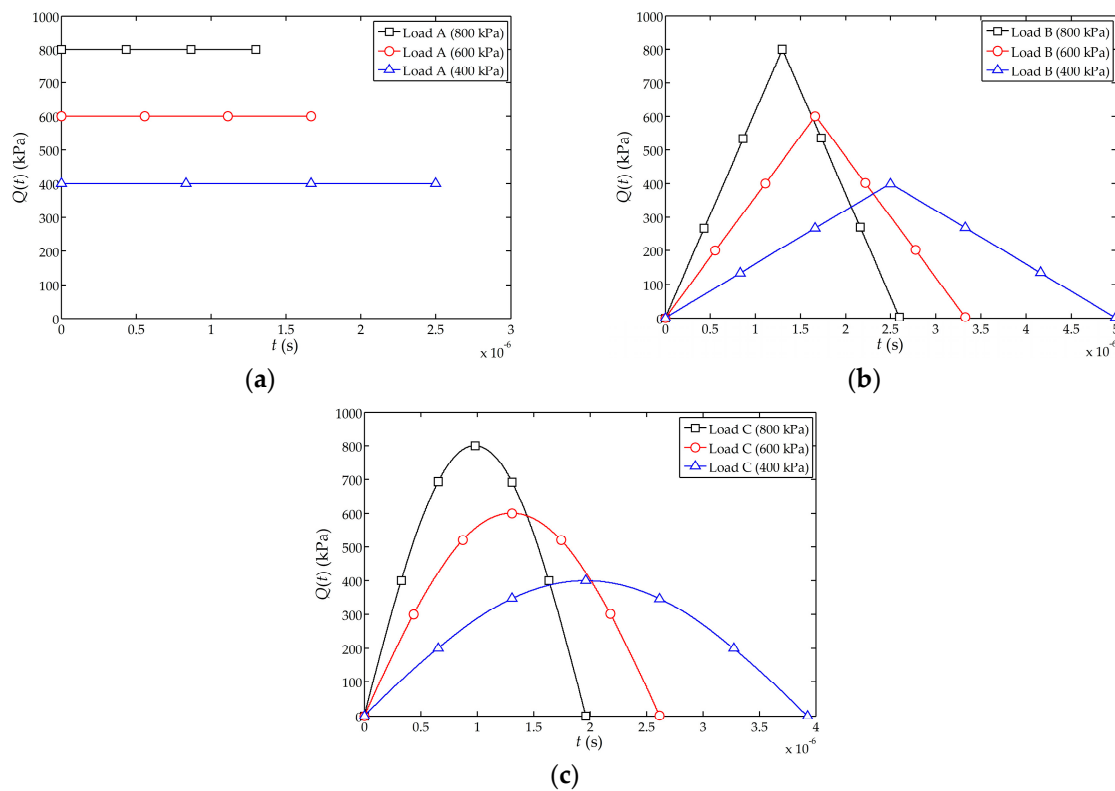 1000
900
800
700
600
500
400
300
200
100
0
Q(t) (kPa)
Load A (800 kPa)
Load A (600 kPa)
Load A (400 kPa)
0 0.5 1 1.5 2 2.5 3
t (s)
x 10^-6
(a)
1000
900
800
700
600
500
400
300
200
100
0
Q(t) (kPa)
Load B (800 kPa)
Load B (600 kPa)
Load B (400 kPa)
0 0.5 1 1.5 2 2.5 3 3.5 4 4.5 5
t (s)
x 10^-6
(b)
1000
900
800
700
600
500
400
300
200
100
0
Q(t) (kPa)
Load C (800 kPa)
Load C (600 kPa)
Load C (400 kPa)
0 0.5 1 1.5 2 2.5 3 3.5 4
t (s)
x 10^-6
(c)